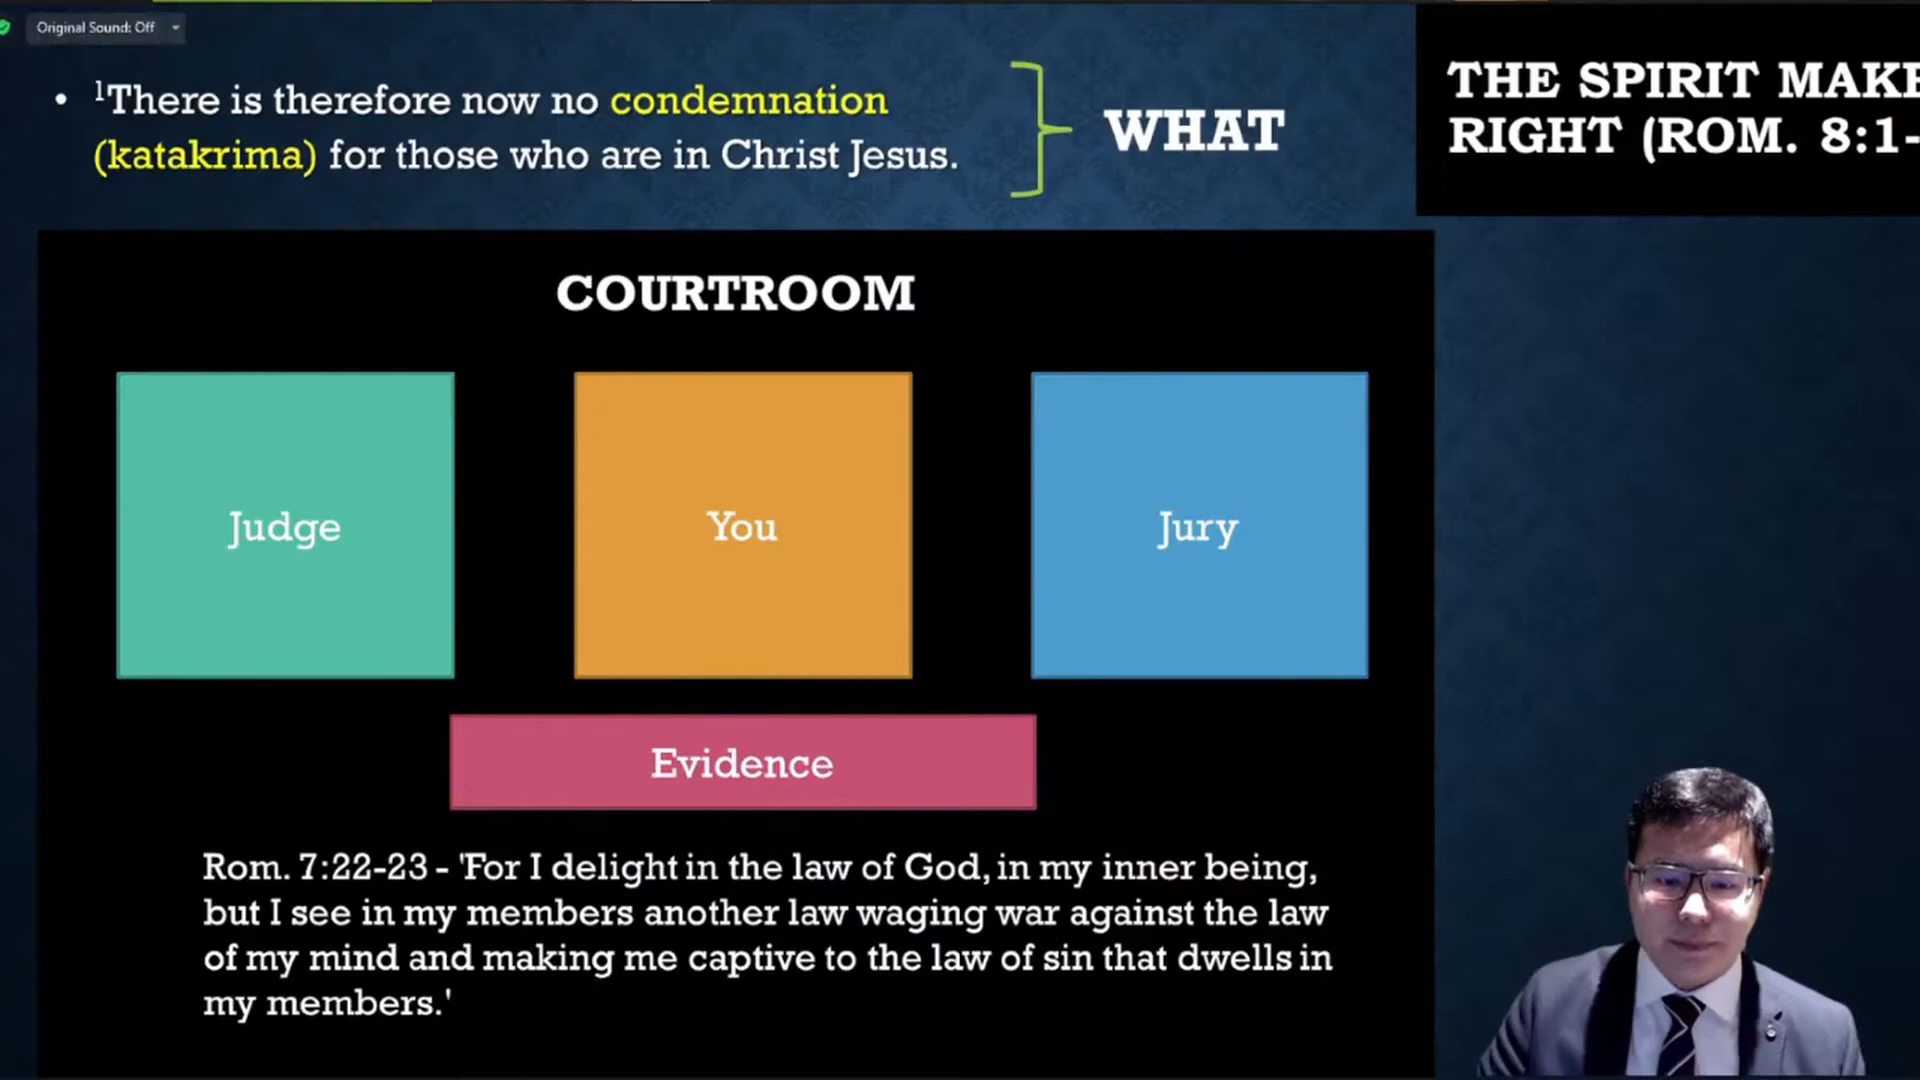 Original Sound: Off
• ¹There is therefore now no condemnation
(katakrima) for those who are in Christ Jesus.
WHAT
THE SPIRIT MAKE
RIGHT (ROM. 8:1-
COURTROOM
Judge
You
Jury
Evidence
Rom. 7:22-23 - 'For I delight in the law of God, in my inner being,
but I see in my members another law waging war against the law
of my mind and making me captive to the law of sin that dwells in
my members.'